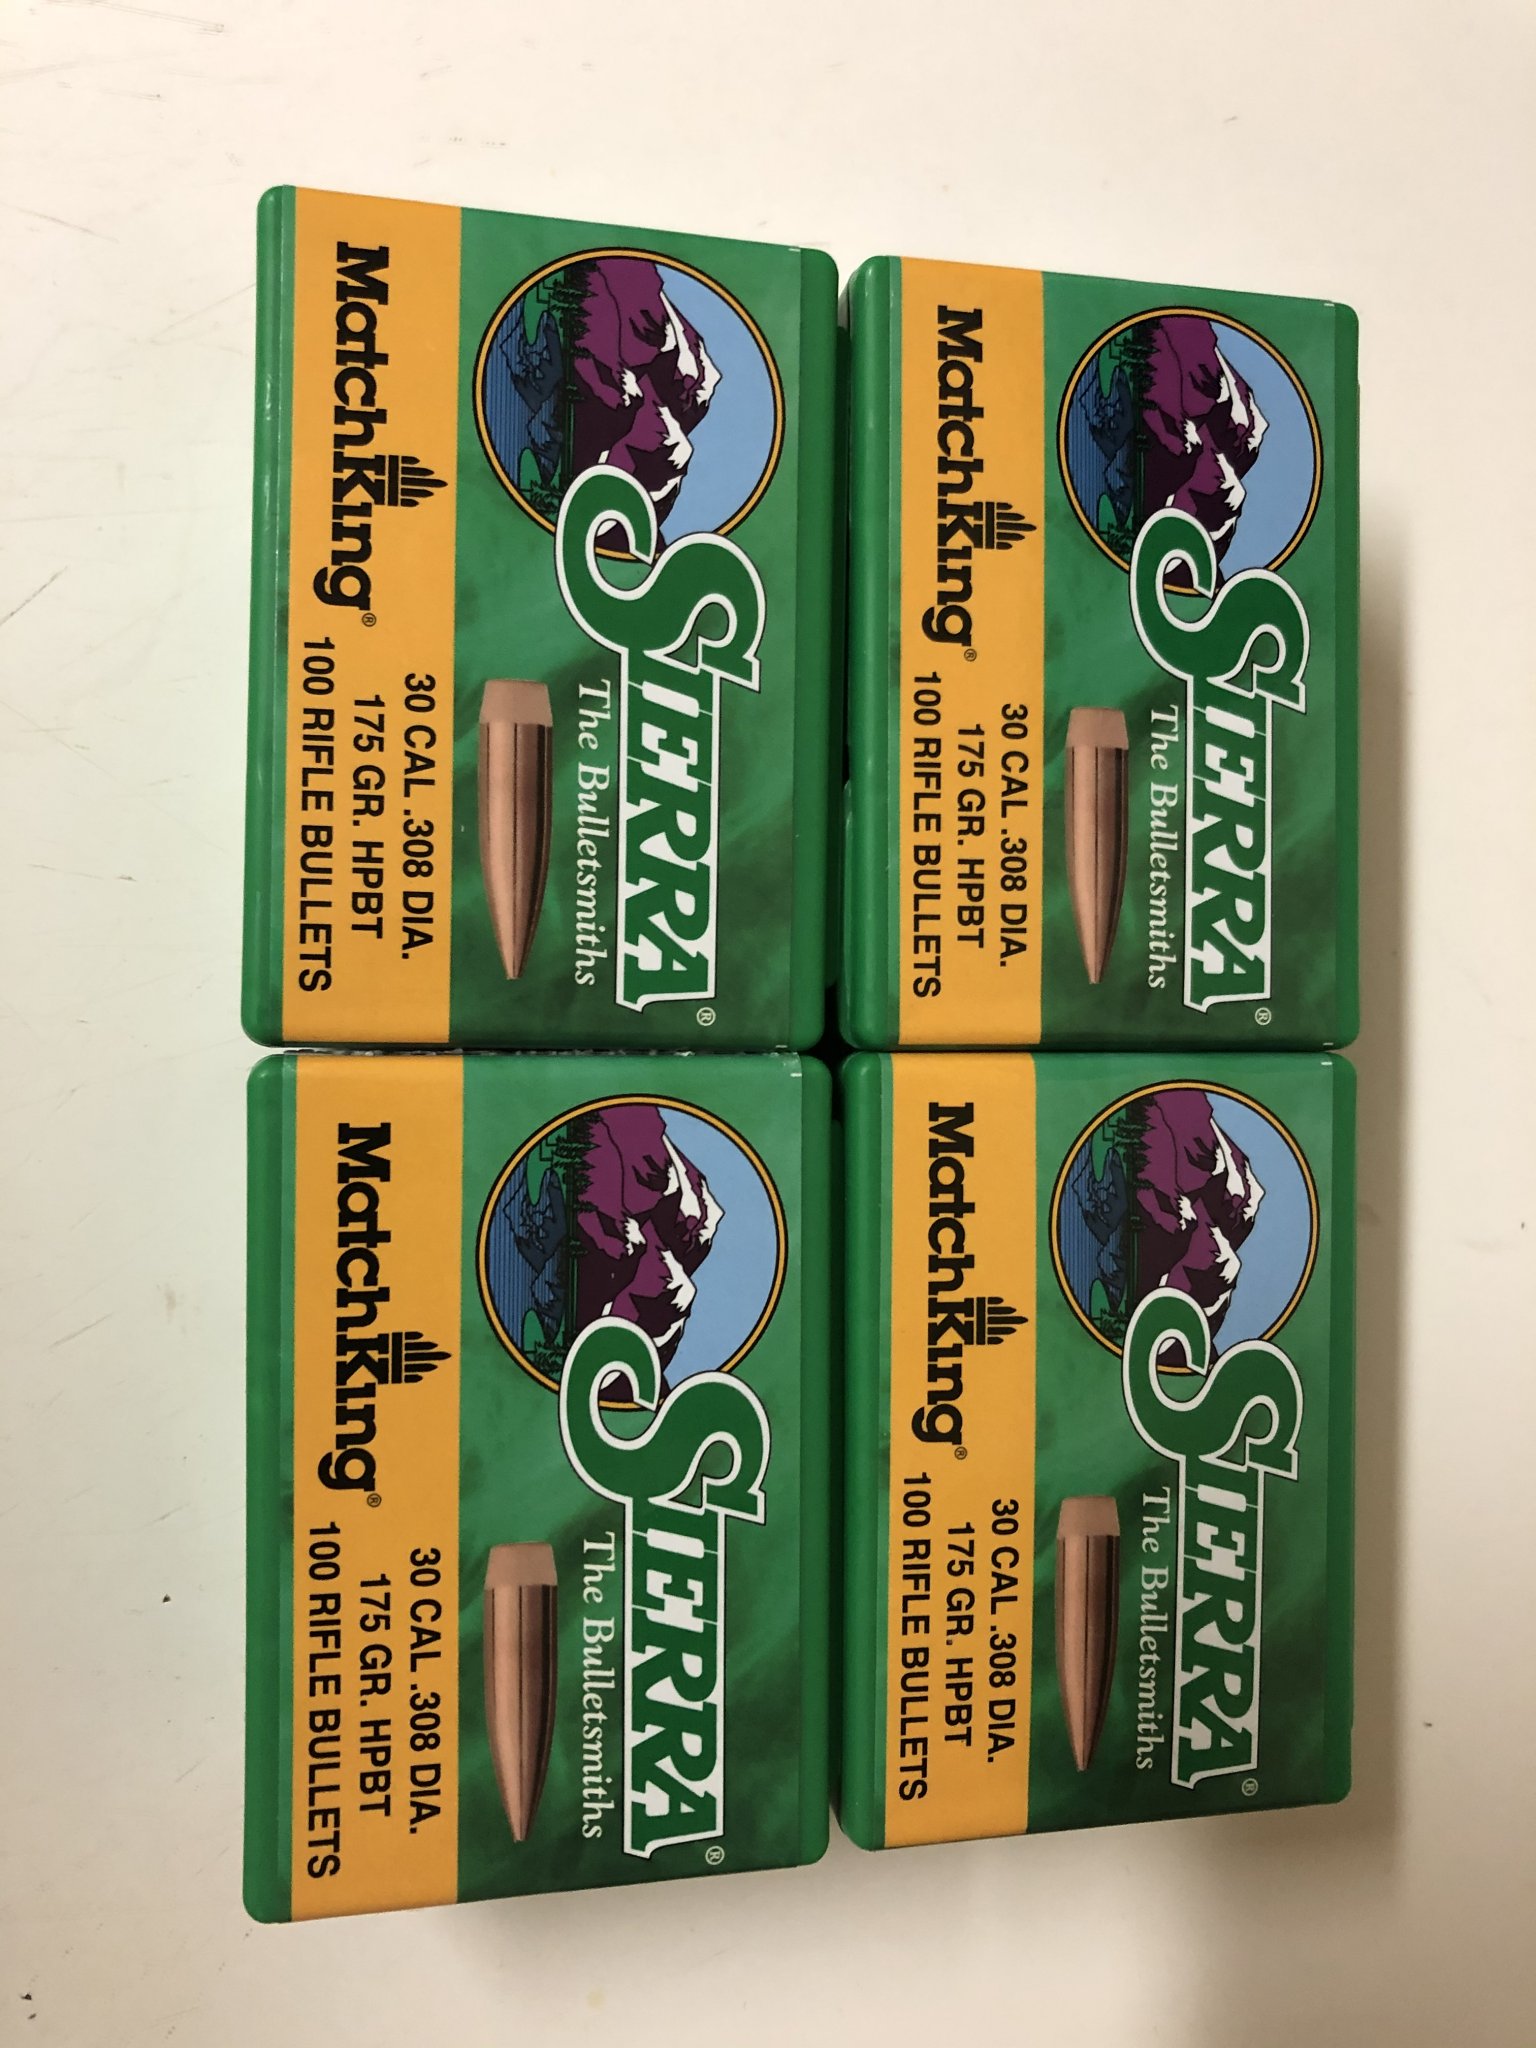 SIERRA®
The Bulletsmiths
MatchKing®
30 CAL .308 DIA.
175 GR. HPBT
100 RIFLE BULLETS
SIERRA®
The Bulletsmiths
MatchKing®
30 CAL .308 DIA.
175 GR. HPBT
100 RIFLE BULLETS
SIERRA®
The Bulletsmiths
MatchKing®
30 CAL .308 DIA.
175 GR. HPBT
100 RIFLE BULLETS
SIERRA®
The Bulletsmiths
MatchKing®
30 CAL .308 DIA.
175 GR. HPBT
100 RIFLE BULLETS